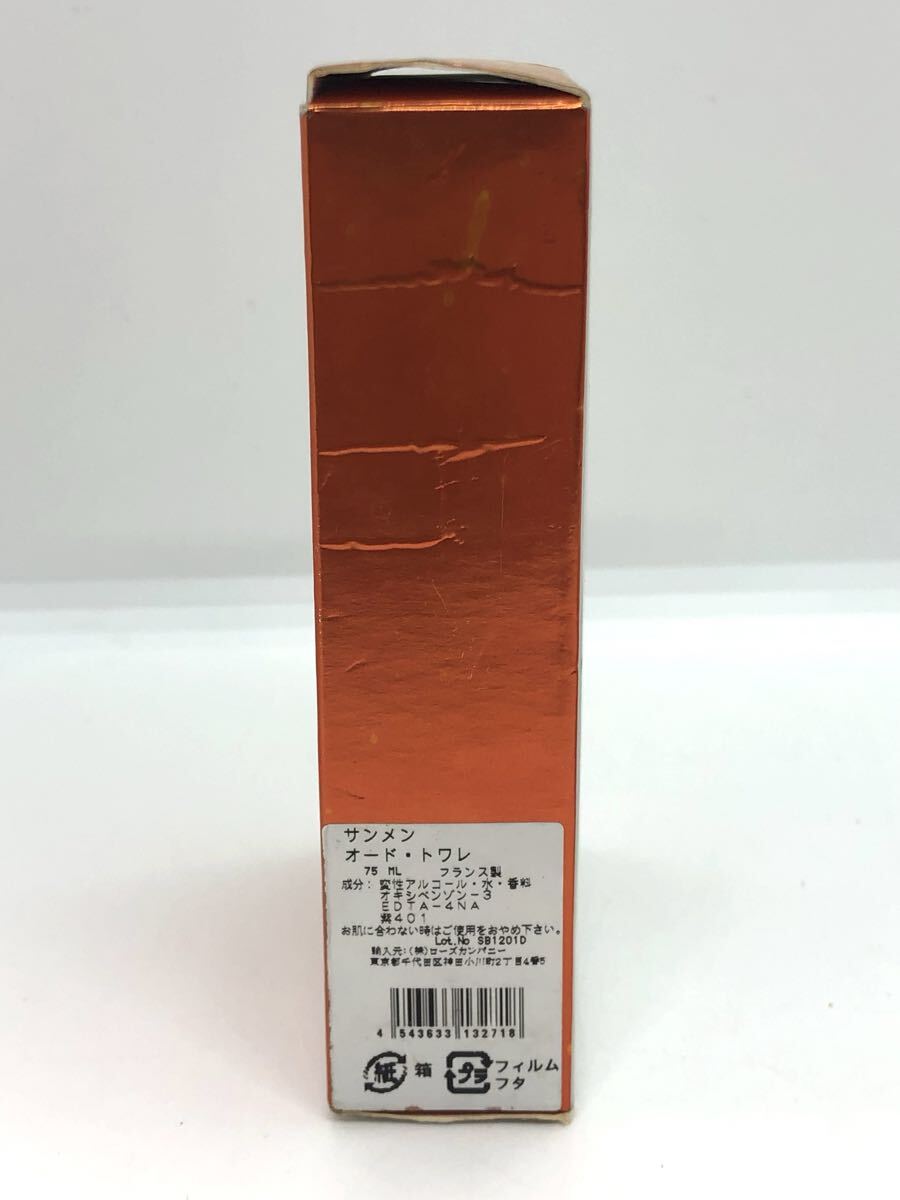 サンメン
オード・トワレ
75 ML フランス製
成分：変性アルコール・水・香料
オキシベンゾン-3
EDTA-4NA
紫401
お肌に合わない時はご使用をおやめ下さい。
Lot.No SB1201D
輸入元:(株)ローズカンパニー
東京都千代田区神田小川町2丁目4番5
4 543633 132718
紙 箱 プラ フィルム
フタ